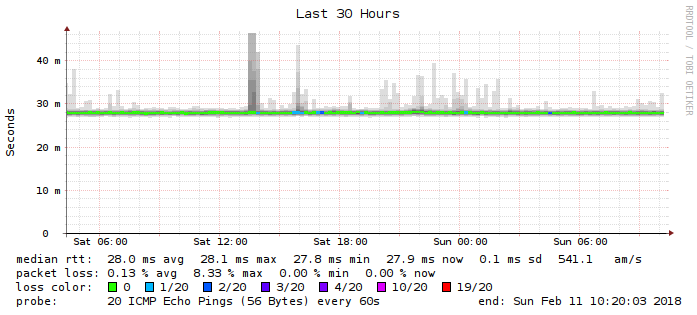 Last 30 Hours
RRDTOOL / TOBI OETIKER
Seconds
40 m
30 m
20 m
10 m
0
Sat 06:00 Sat 12:00 Sat 18:00 Sun 00:00 Sun 06:00
median rtt: 28.0 ms avg 28.1 ms max 27.8 ms min 27.9 ms now 0.1 ms sd 541.1 am/s
packet loss: 0.13 % avg 8.33 % max 0.00 % min 0.00 % now
loss color: 0 1/20 2/20 3/20 4/20 10/20 19/20
probe: 20 ICMP Echo Pings (56 Bytes) every 60s end: Sun Feb 11 10:20:03 2018